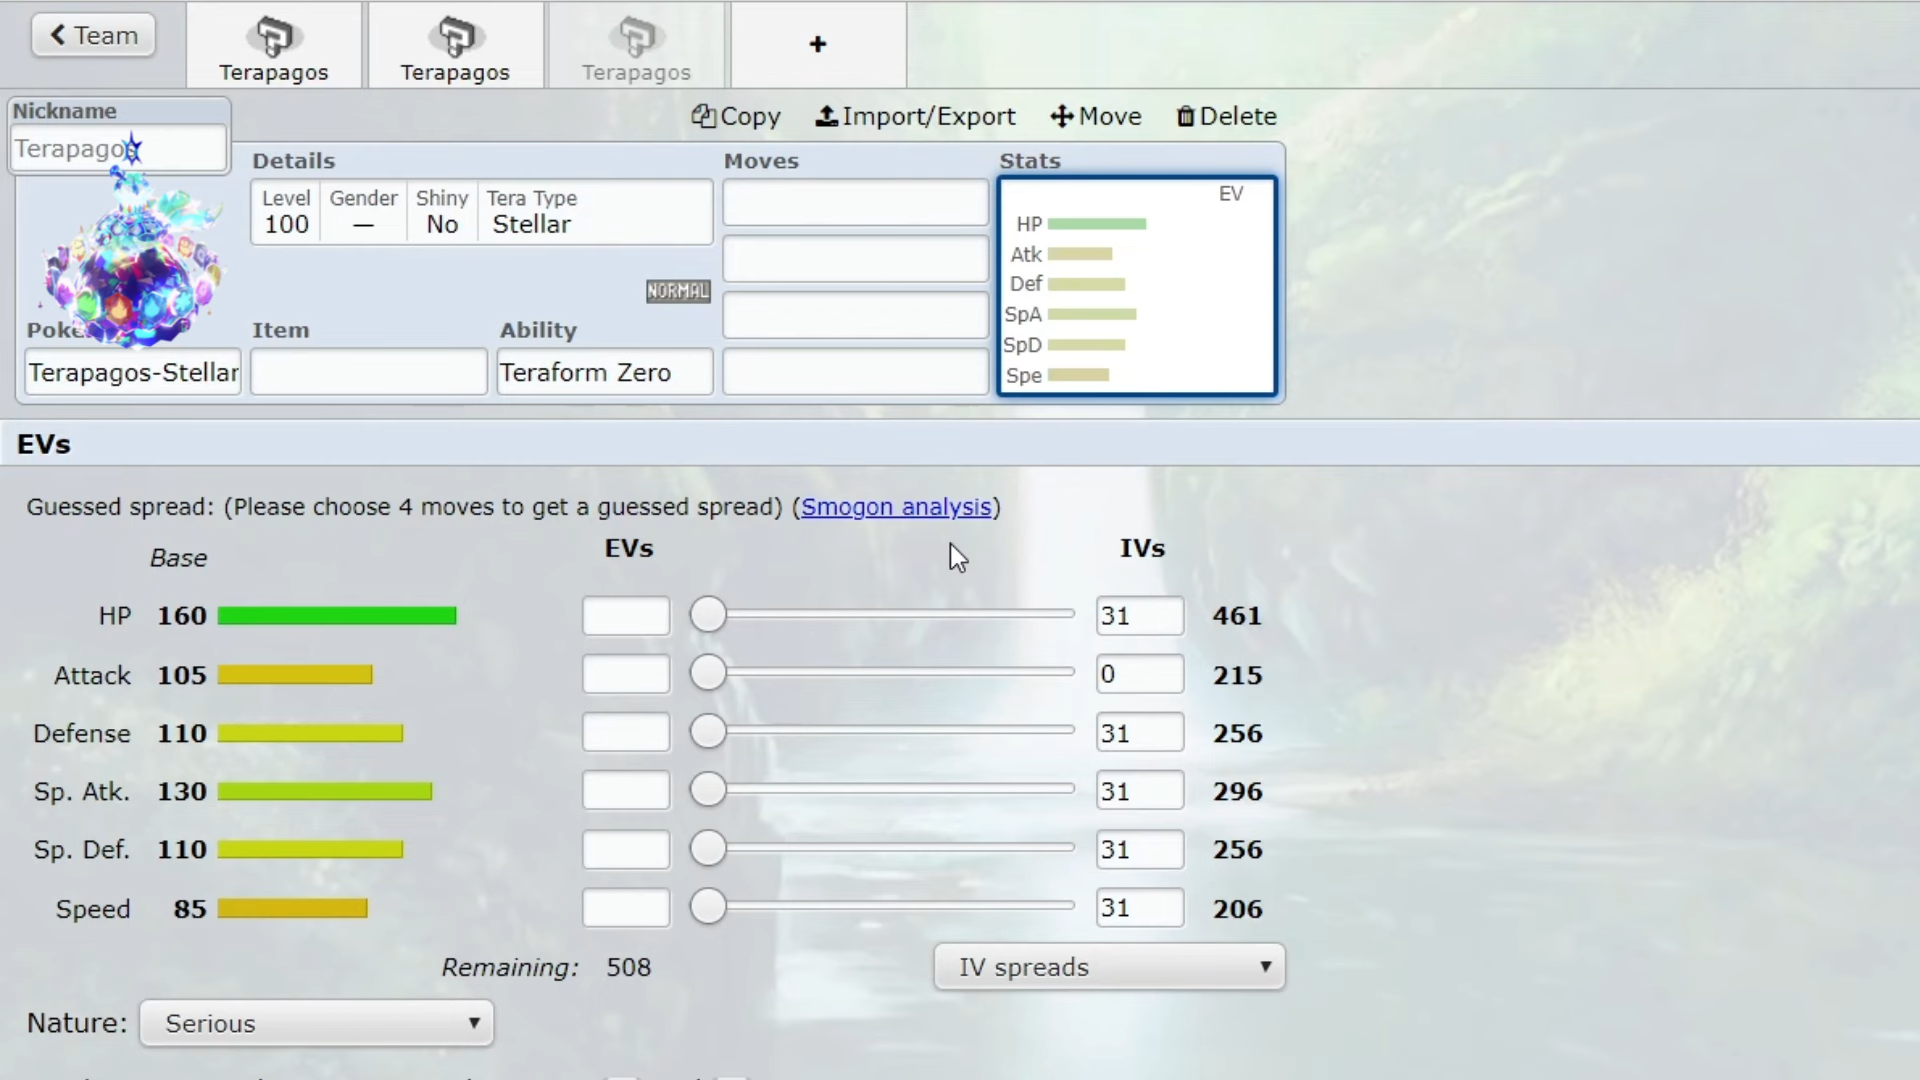 Team
Terapagos
Terapagos
Terapagos
+
Nickname
Terapagos
Copy
Import/Export
Move
Delete
Details
Moves
Stats
Level
Gender
Shiny
Tera Type
100
—
No
Stellar
EV
HP
Atk
Def
SpA
SpD
Spe
NORMAL
Item
Ability
Terapagos-Stellar
Teraform Zero
EVs
Guessed spread: (Please choose 4 moves to get a guessed spread) (Smogon analysis)
Base
EVs
IVs
HP 160 31 461
Attack 105 0 215
Defense 110 31 256
Sp. Atk. 130 31 296
Sp. Def. 110 31 256
Speed 85 31 206
Remaining: 508
IV spreads
Nature: Serious